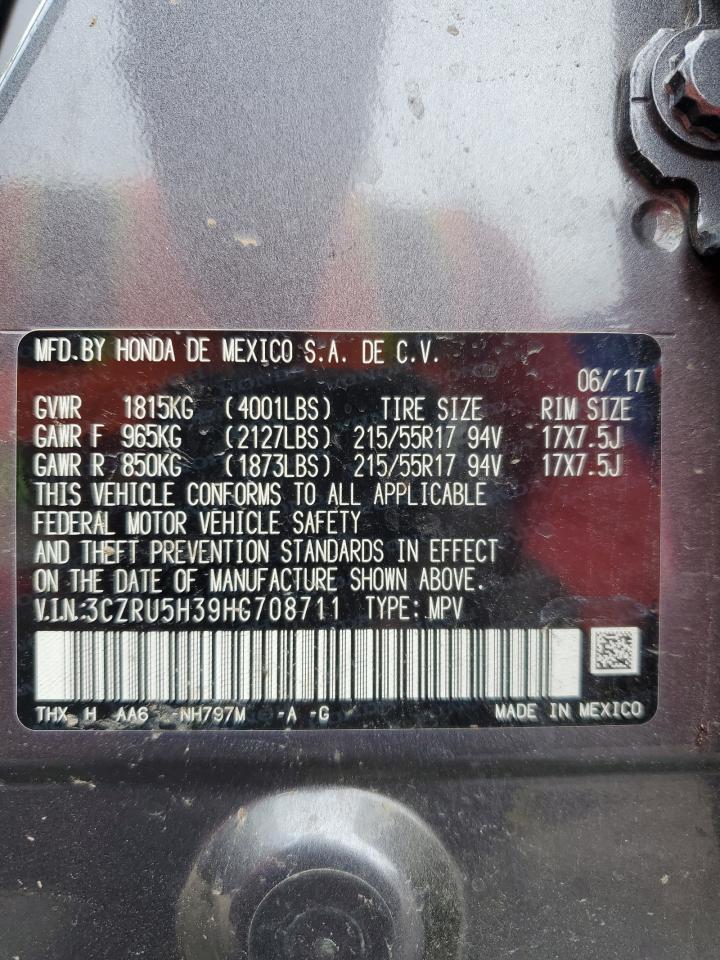 MFD.BY HONDA DE MEXICO S.A. DE C.V.
06/'17
GVWR 1815KG (4001LBS) TIRE SIZE RIM SIZE
GAWR F 965KG (2127LBS) 215/55R17 94V 17X7.5J
GAWR R 850KG (1873LBS) 215/55R17 94V 17X7.5J
THIS VEHICLE CONFORMS TO ALL APPLICABLE
FEDERAL MOTOR VEHICLE SAFETY
AND THEFT PREVENTION STANDARDS IN EFFECT
ON THE DATE OF MANUFACTURE SHOWN ABOVE.
V.I.N:3CZRU5H39HG708711 TYPE: MPV
THX H AA6 -NH797M -A -G MADE IN MEXICO